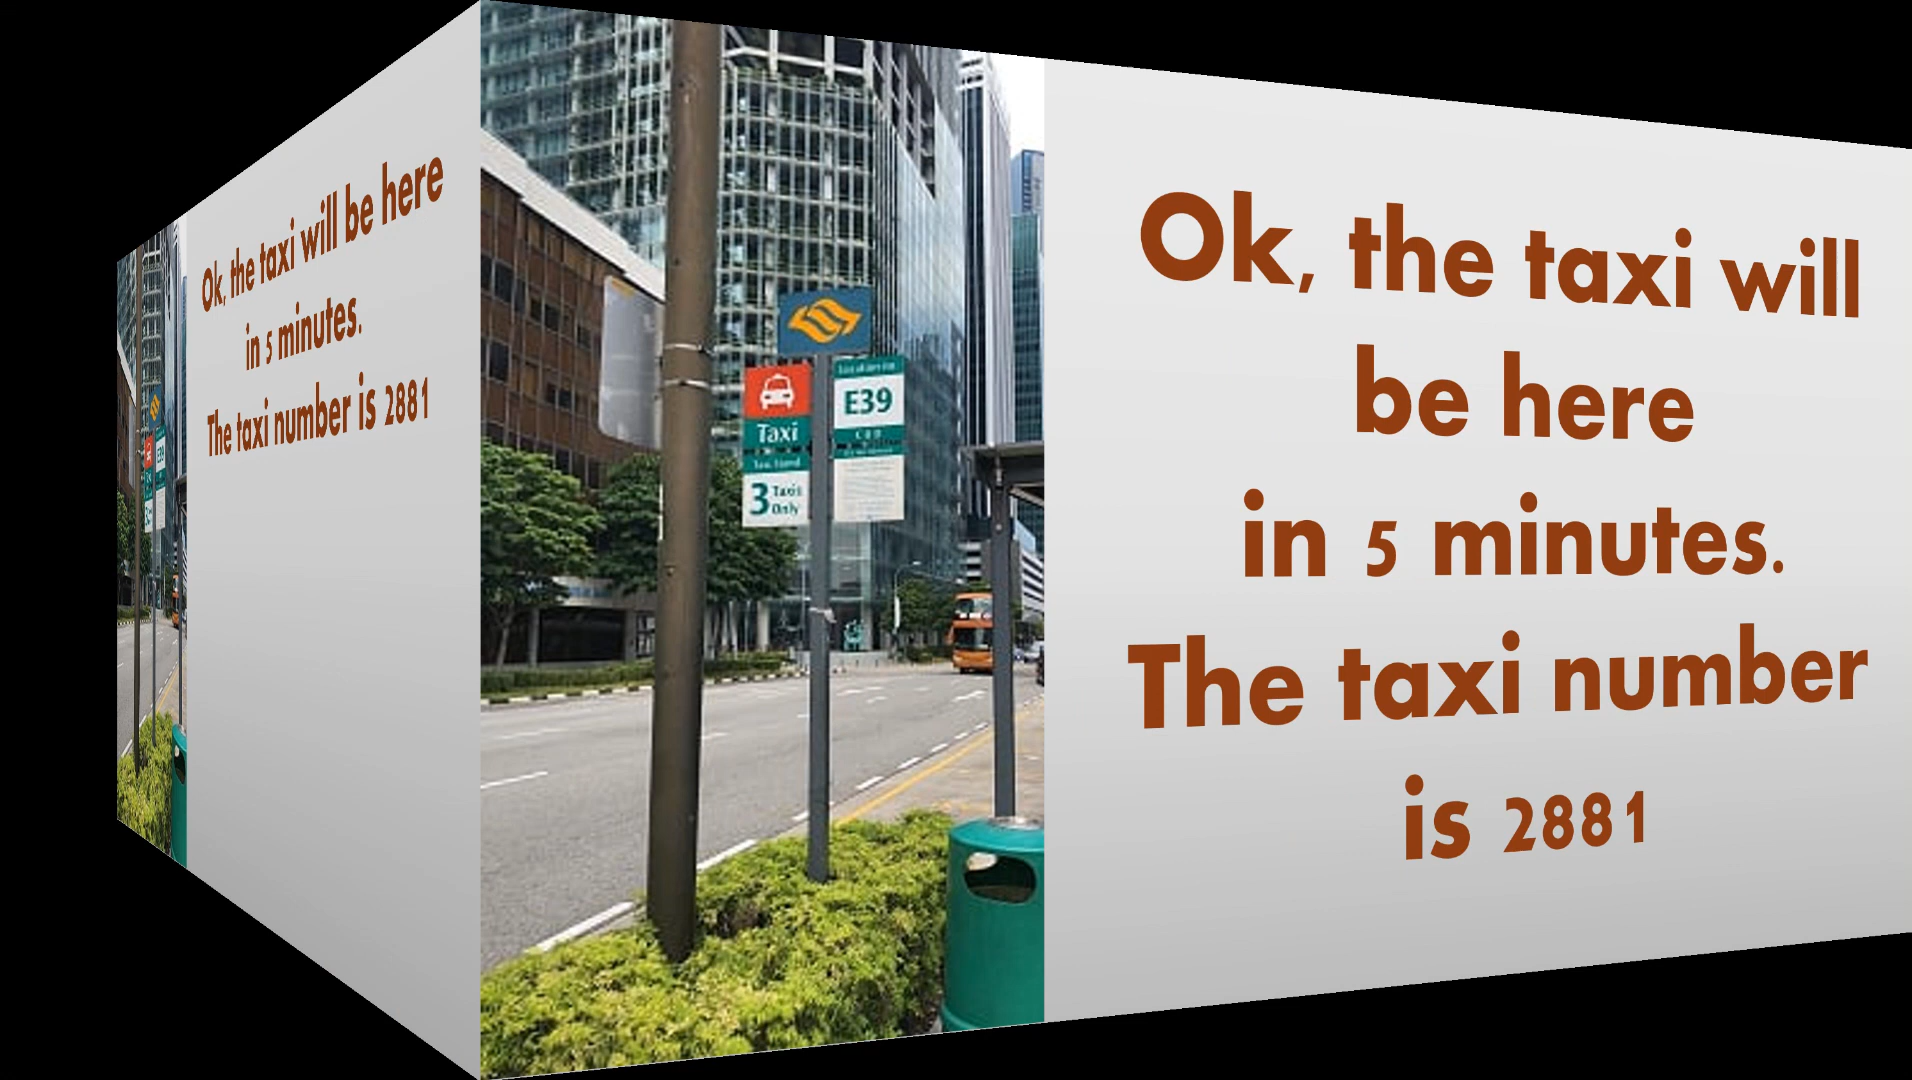 Ok, the taxi will be here
in 5 minutes.
The taxi number is 2881
Taxi
3 Taxis
Only
E39
CBD
Ok, the taxi will
be here
in 5 minutes.
The taxi number
is 2881